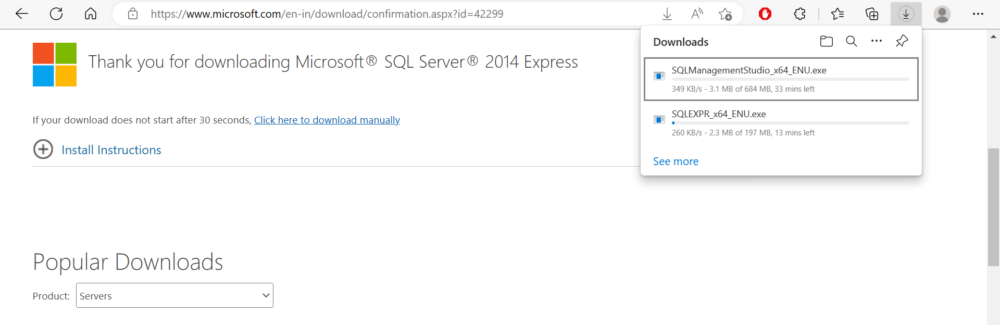 https://www.microsoft.com/en-in/download/confirmation.aspx?id=42299
Downloads
SQLManagementStudio_x64_ENU.exe
349 KB/s - 3.1 MB of 684 MB, 33 mins left
SQLEXPR_x64_ENU.exe
260 KB/s - 2.3 MB of 197 MB, 13 mins left
See more
Thank you for downloading Microsoft® SQL Server® 2014 Express
If your download does not start after 30 seconds, Click here to download manually
Install Instructions
Popular Downloads
Product: Servers